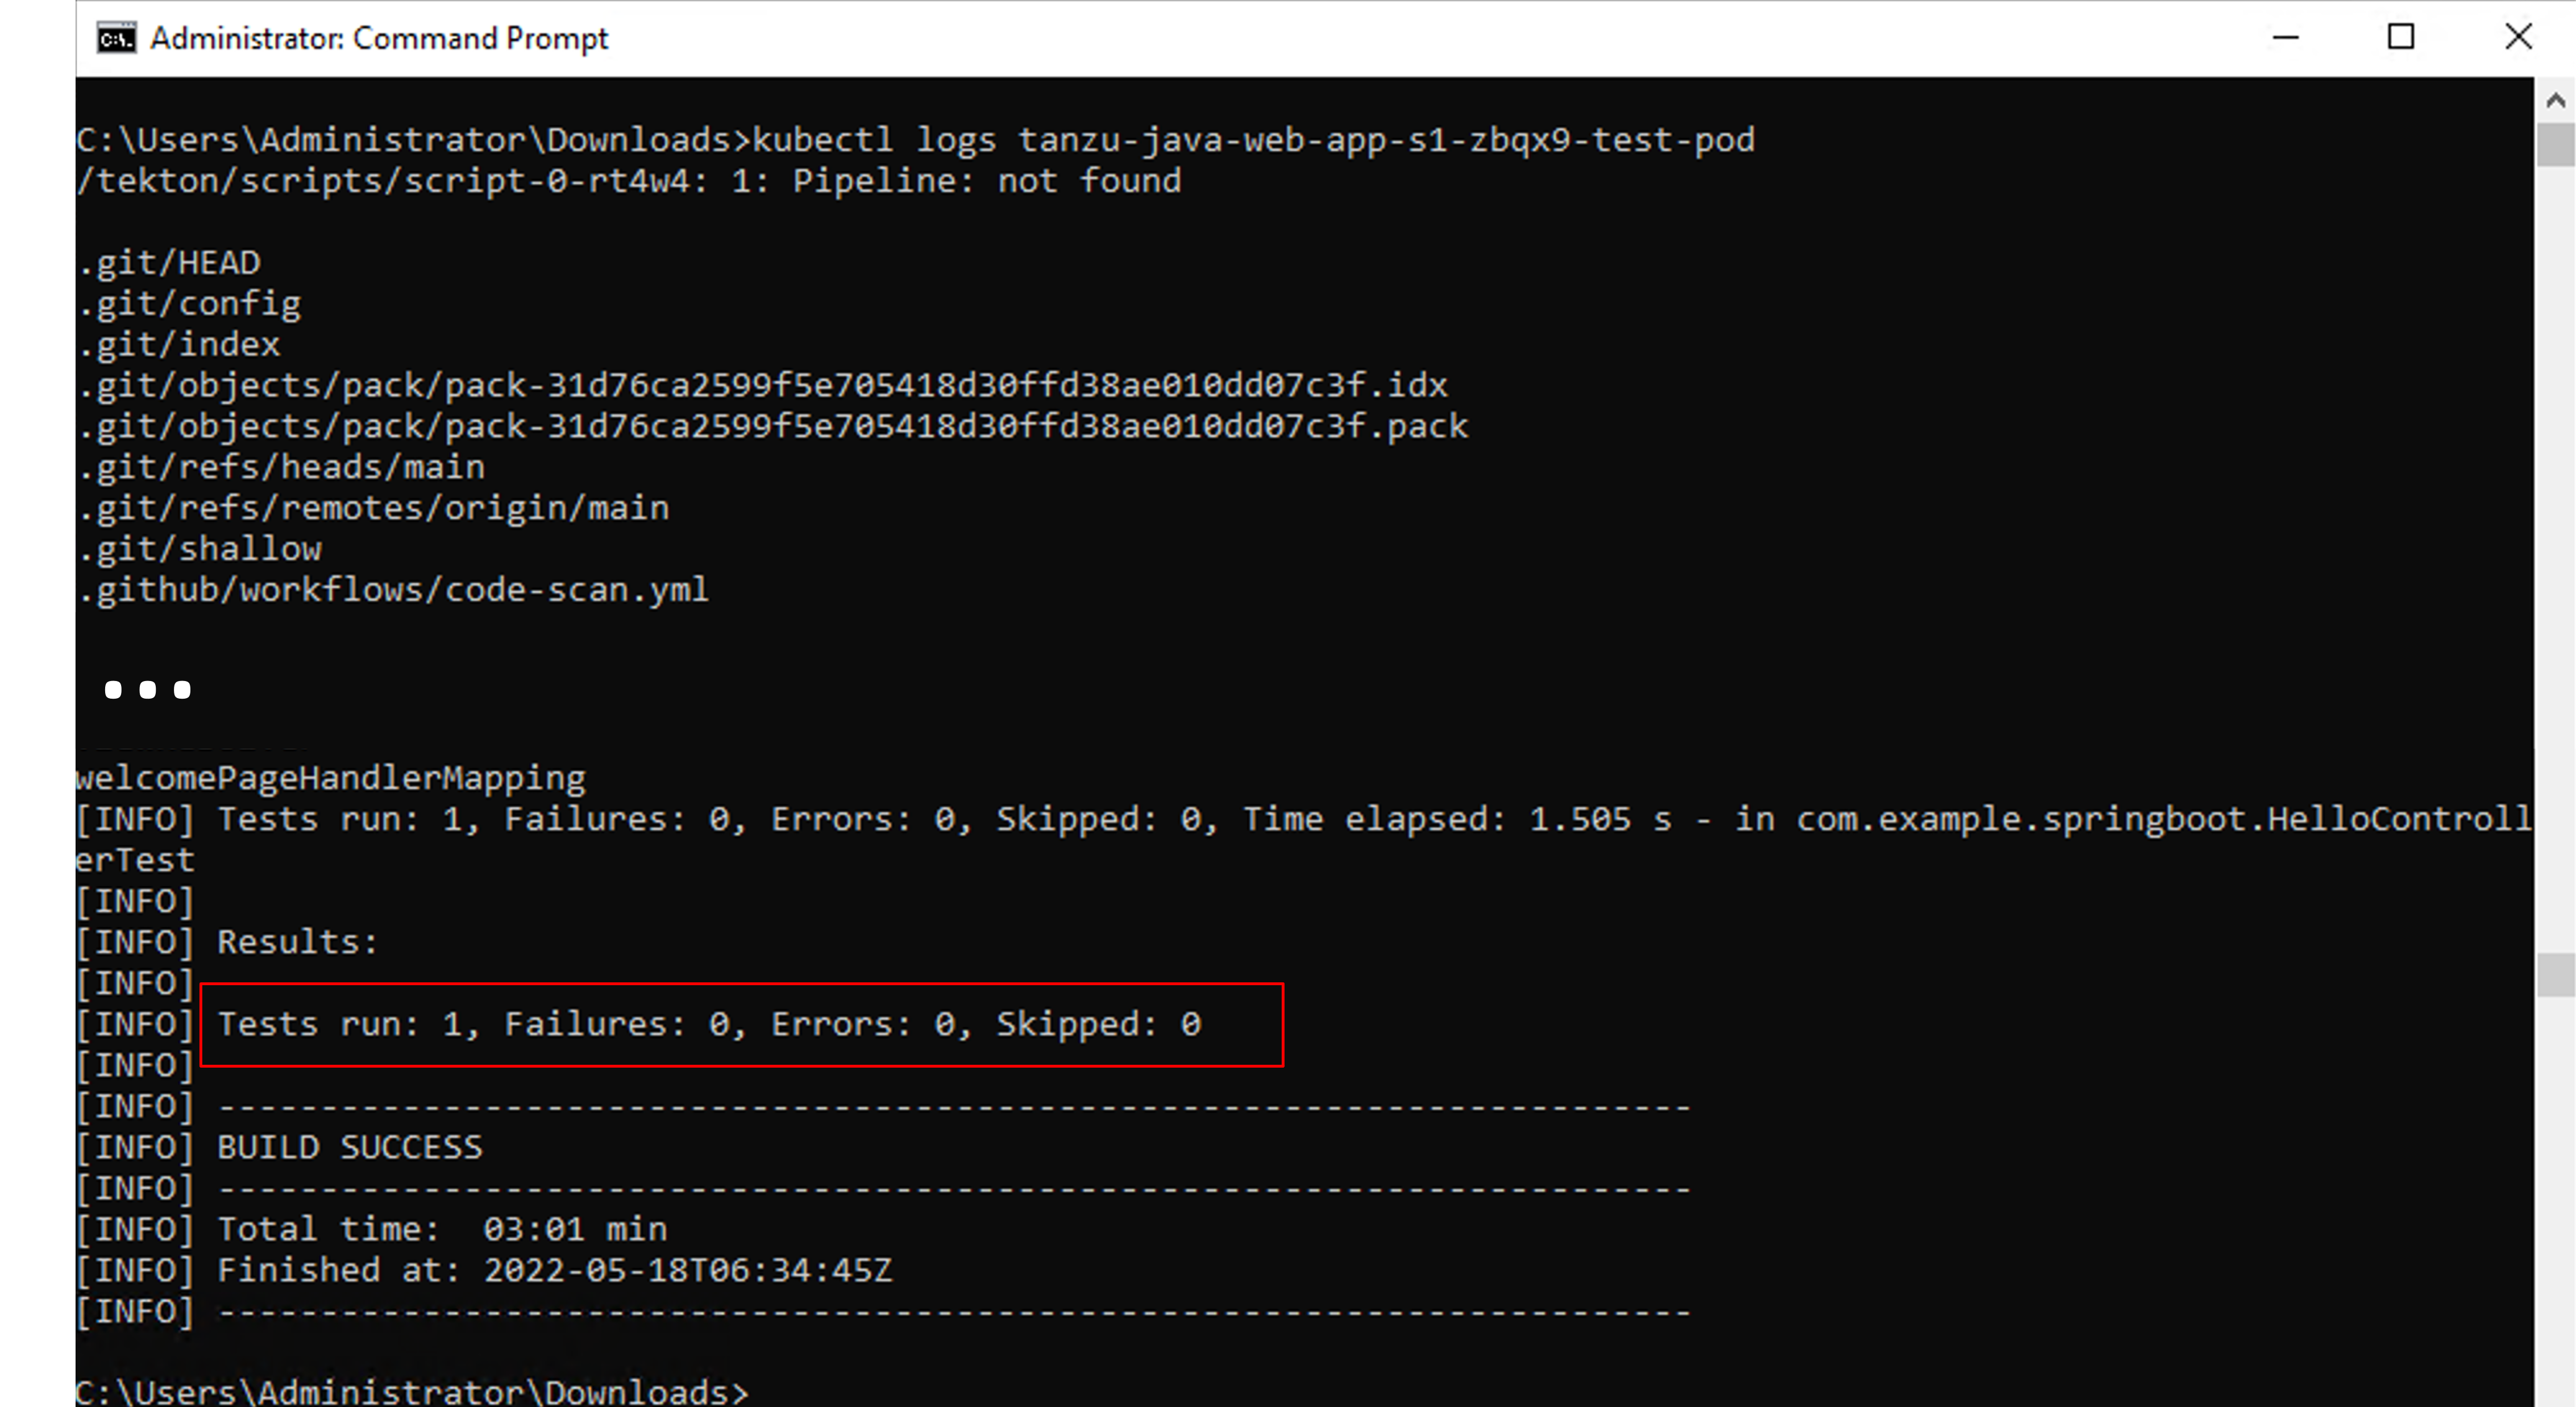 Administrator: Command Prompt
C:\Users\Administrator\Downloads>kubectl logs tanzu-java-web-app-s1-zbqx9-test-pod
/tekton/scripts/script-0-rt4w4: 1: Pipeline: not found
.git/HEAD
.git/config
.git/index
.git/objects/pack/pack-31d76ca2599f5e705418d30ffd38ae010dd07c3f.idx
.git/objects/pack/pack-31d76ca2599f5e705418d30ffd38ae010dd07c3f.pack
.git/refs/heads/main
.git/refs/remotes/origin/main
.git/shallow
.github/workflows/code-scan.yml
...
welcomePageHandlerMapping
[INFO] Tests run: 1, Failures: 0, Errors: 0, Skipped: 0, Time elapsed: 1.505 s - in com.example.springboot.HelloControll
erTest
[INFO]
[INFO] Results:
[INFO]
[INFO] Tests run: 1, Failures: 0, Errors: 0, Skipped: 0
[INFO]
[INFO] ------------------------------------------------------------------------
[INFO] BUILD SUCCESS
[INFO] ------------------------------------------------------------------------
[INFO] Total time:  03:01 min
[INFO] Finished at: 2022-05-18T06:34:45Z
[INFO] ------------------------------------------------------------------------
C:\Users\Administrator\Downloads>